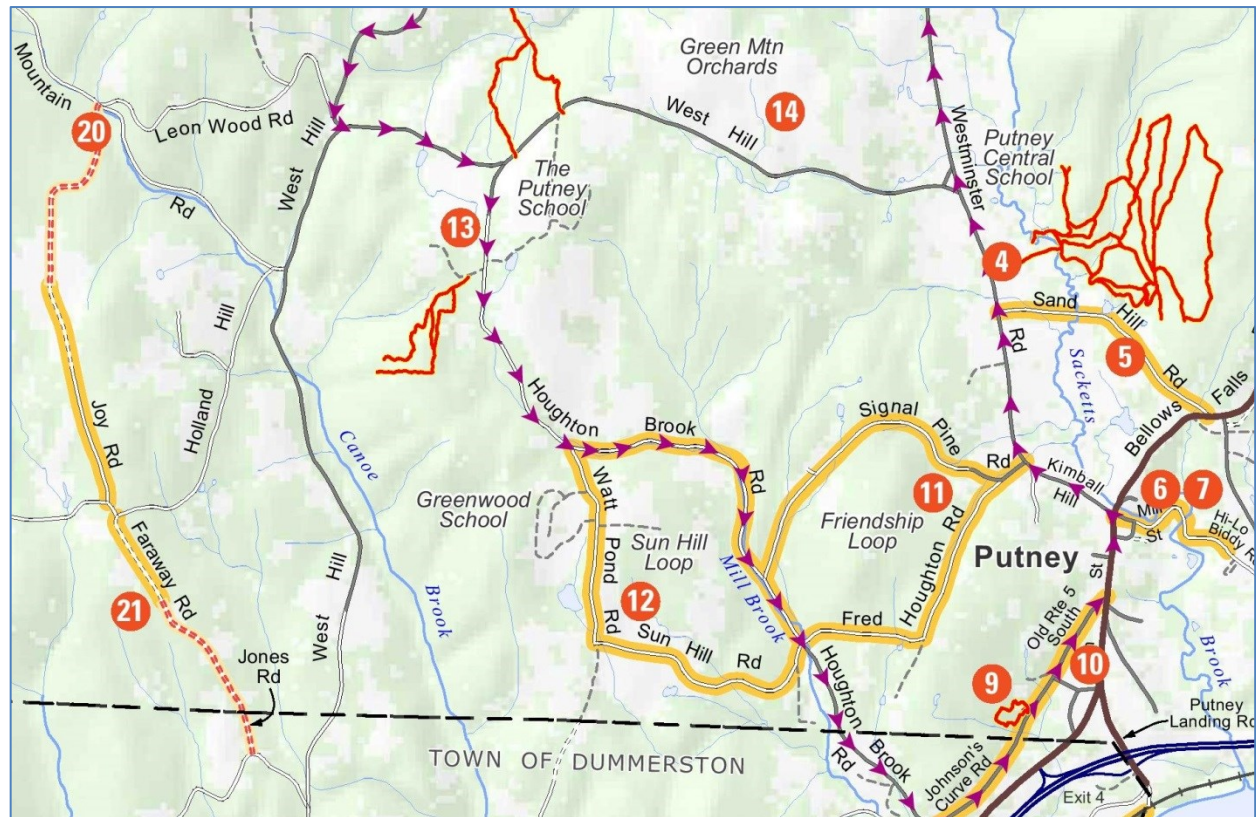 Mountain
Rd
20
Leon Wood Rd
West
Hill
Green Mtn
Orchards
14
West
Hill
The
Putney
School
13
Westminster
Rd
Putney
Central
School
4
Sand
Hill
Rd
5
Sacketts
Brook
Bellows
Falls
Joy
Rd
Holland
Hill
Canoe
Brook
Houghton
Brook
Rd
Signal
Pine
Rd
11
Kimball
Hill
6
7
Mill
St
Hi-Lo
Biddy Rd
Greenwood
School
Watt
Pond
Rd
Sun Hill
Loop
12
Sun
Hill
Rd
Mill Brook
Friendship
Loop
Fred
Houghton Rd
Putney
St
Old Rte 5
South
9
10
Faraway Rd
21
Jones
Rd
West
Hill
Houghton
Brook
Rd
Putney
Landing Rd
TOWN OF DUMMERSTON
Johnson's
Curve Rd
Exit 4